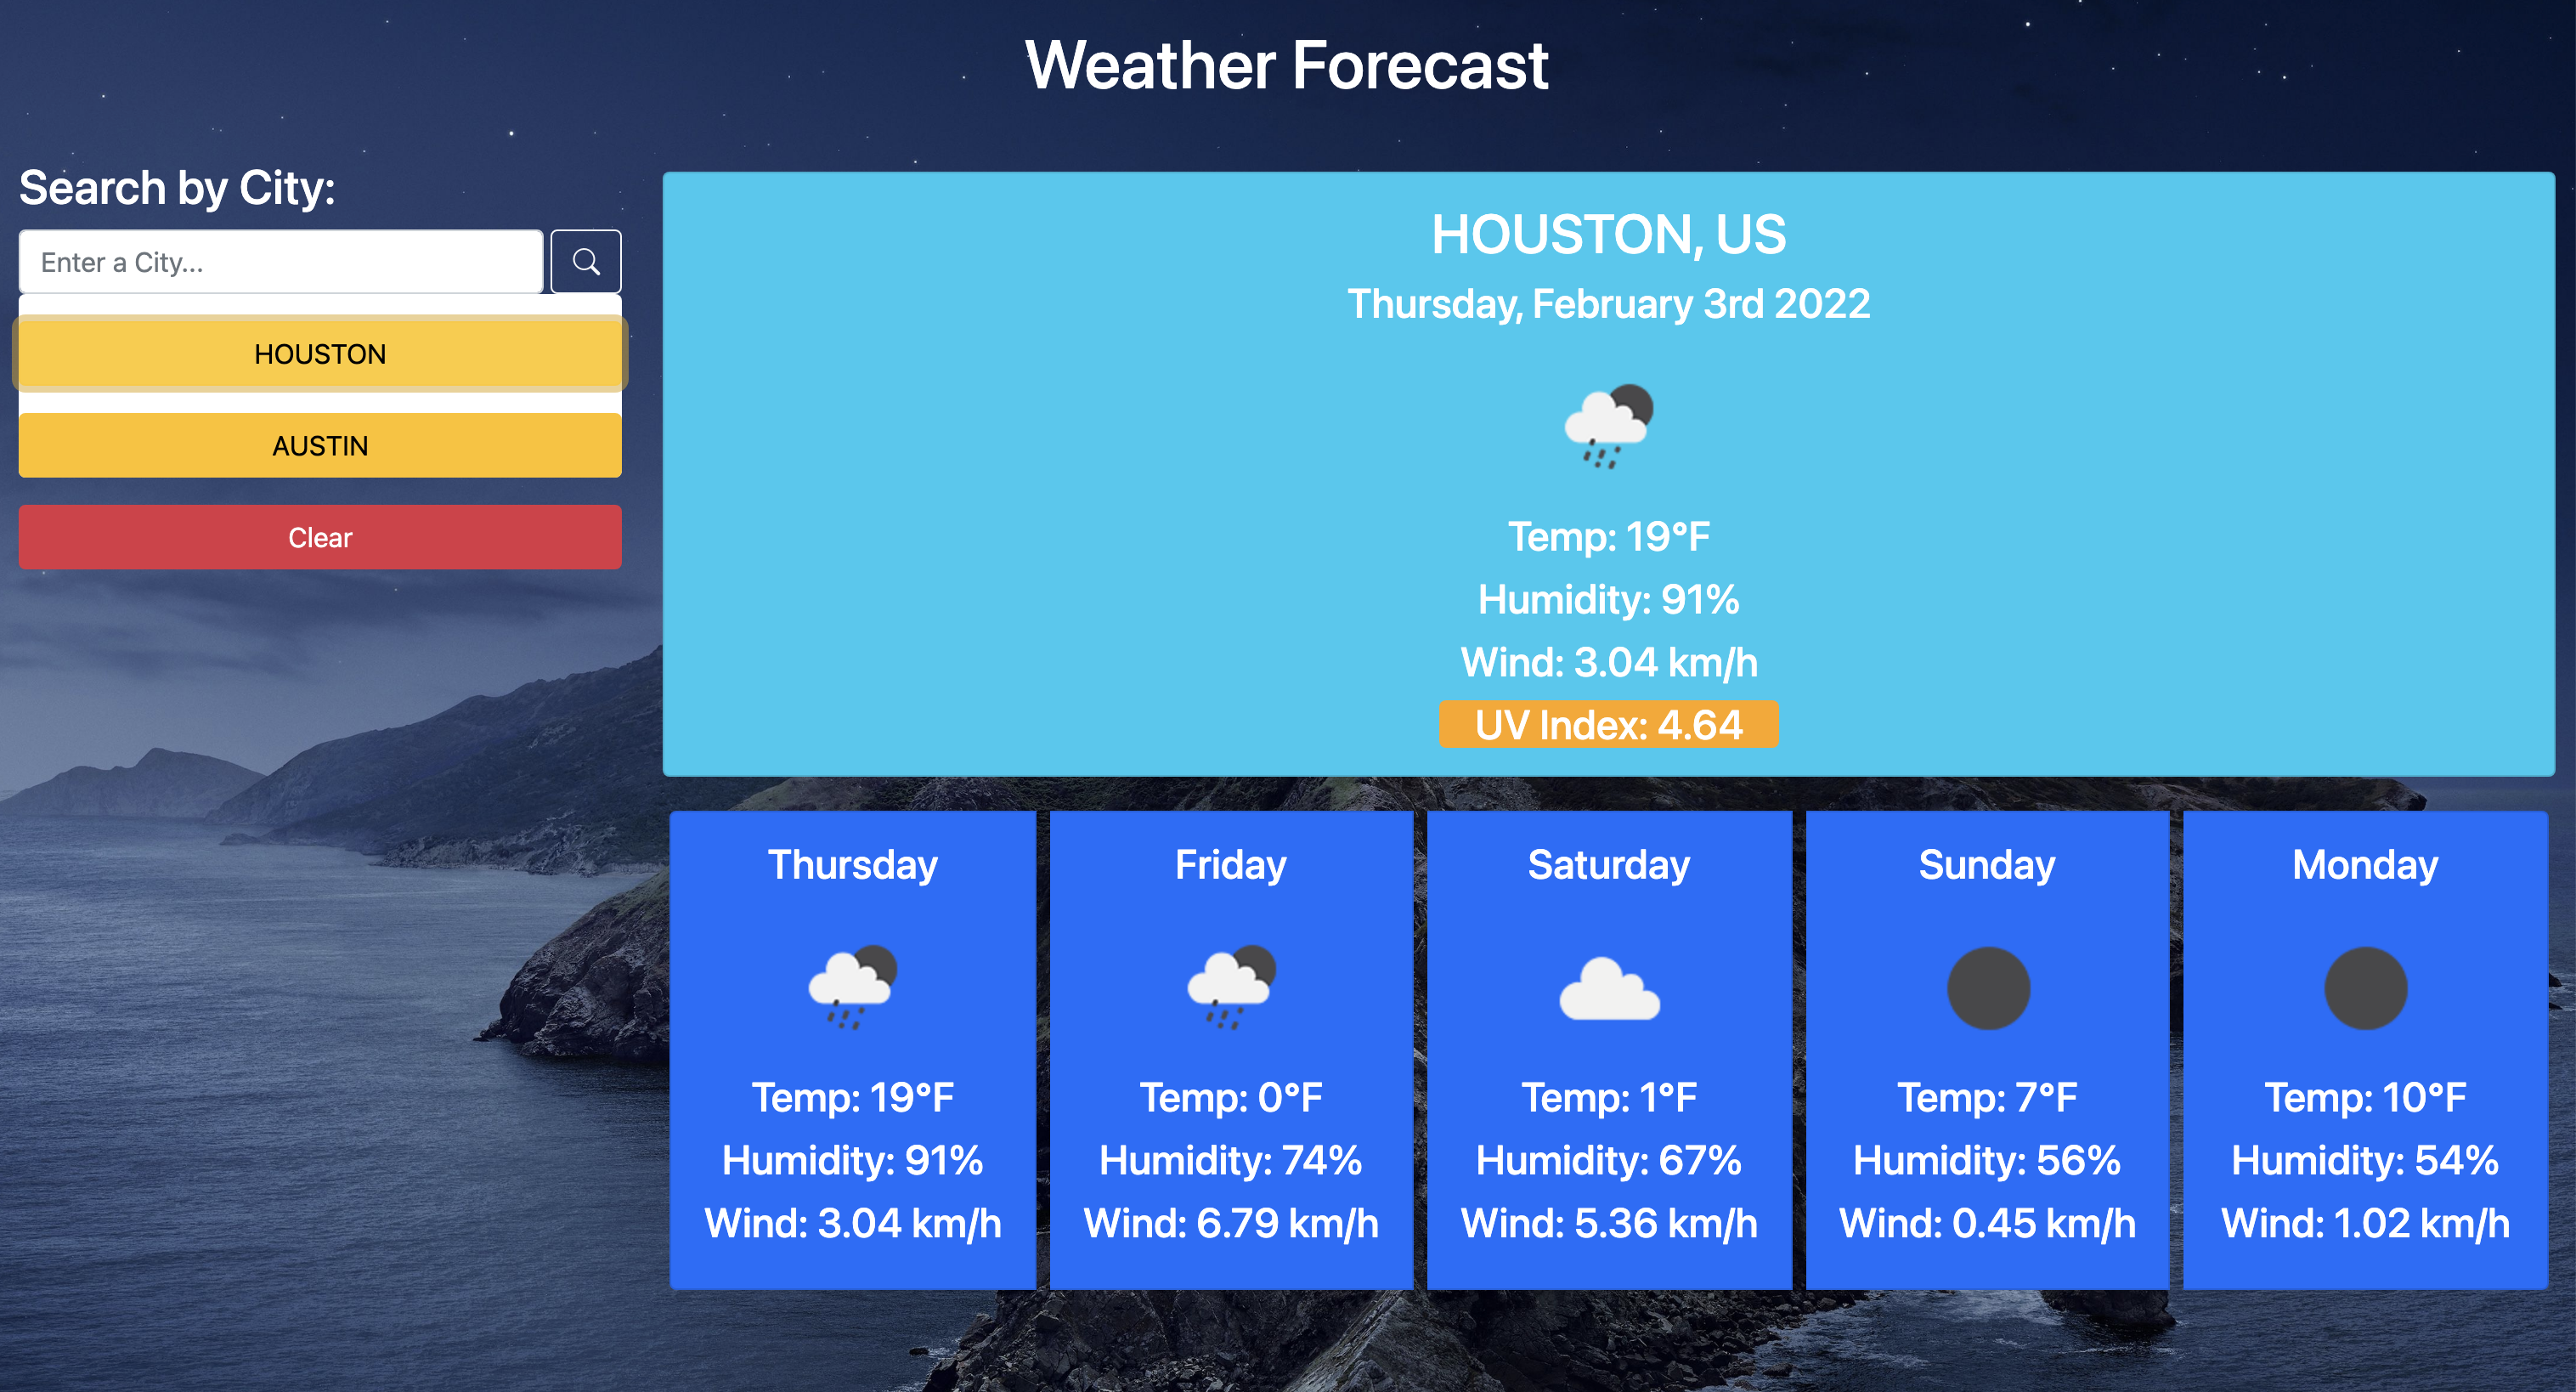 Weather Forecast
Search by City:
Enter a City...
HOUSTON
AUSTIN
Clear
HOUSTON, US
Thursday, February 3rd 2022
Temp: 19°F
Humidity: 91%
Wind: 3.04 km/h
UV Index: 4.64
Thursday
Temp: 19°F
Humidity: 91%
Wind: 3.04 km/h
Friday
Temp: 0°F
Humidity: 74%
Wind: 6.79 km/h
Saturday
Temp: 1°F
Humidity: 67%
Wind: 5.36 km/h
Sunday
Temp: 7°F
Humidity: 56%
Wind: 0.45 km/h
Monday
Temp: 10°F
Humidity: 54%
Wind: 1.02 km/h